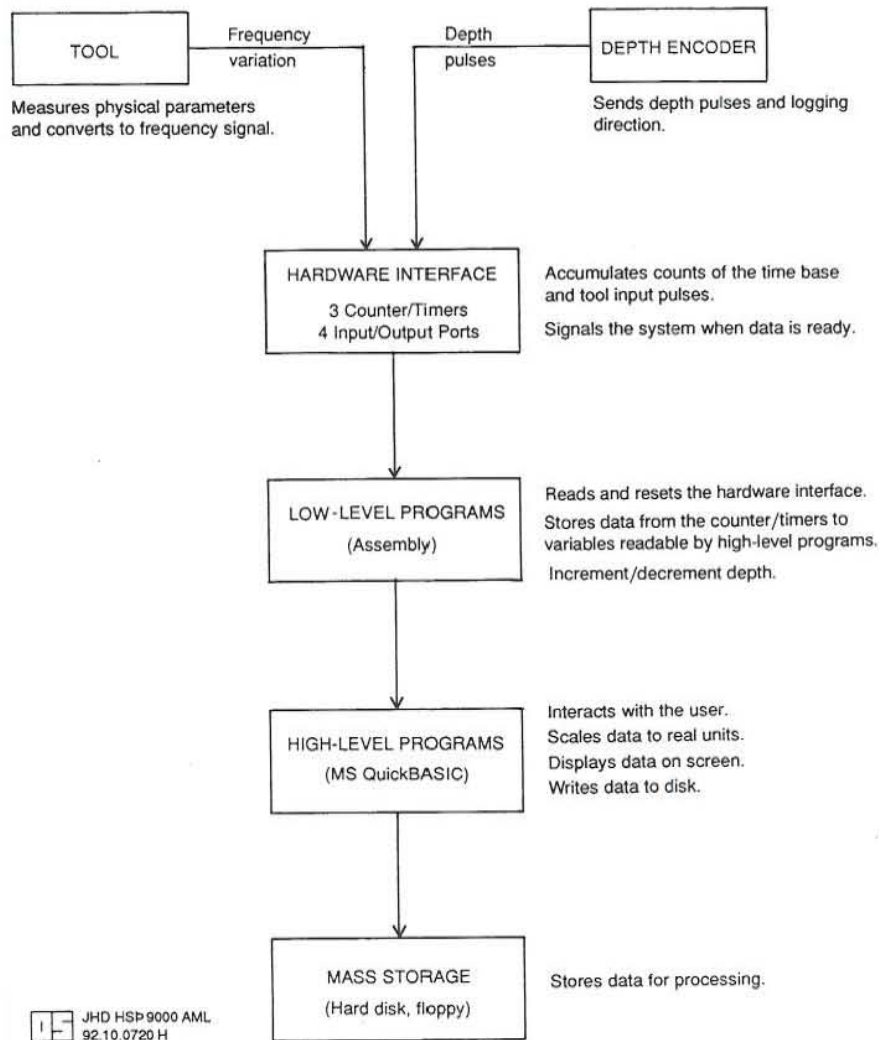 TOOL
Frequency
variation
Depth
pulses
DEPTH ENCODER
Measures physical parameters
and converts to frequency signal.
Sends depth pulses and logging
direction.
HARDWARE INTERFACE
3 Counter/Timers
4 Input/Output Ports
Accumulates counts of the time base
and tool input pulses.
Signals the system when data is ready.
LOW-LEVEL PROGRAMS
(Assembly)
Reads and resets the hardware interface.
Stores data from the counter/timers to
variables readable by high-level programs.
Increment/decrement depth.
HIGH-LEVEL PROGRAMS
(MS QuickBASIC)
Interacts with the user.
Scales data to real units.
Displays data on screen.
Writes data to disk.
MASS STORAGE
(Hard disk, floppy)
Stores data for processing.
JHD HSÞ 9000 AML
92.10.0720 H